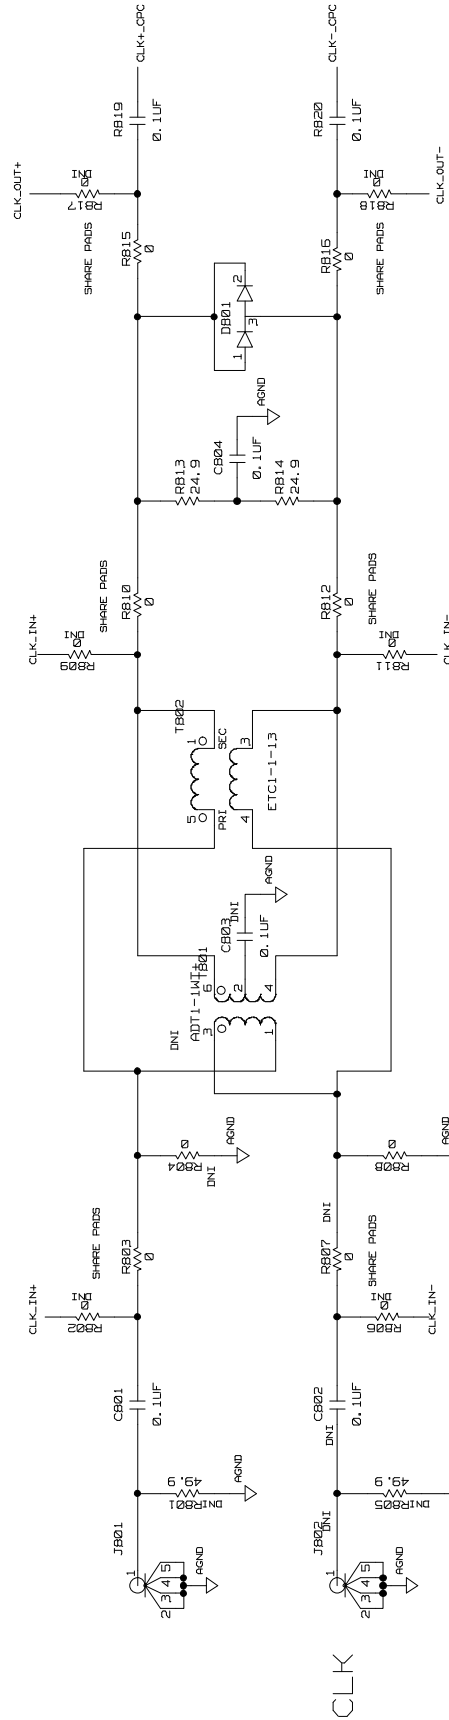 CLK+_CPC
CLK-_CPC
R819
0.1UF
R820
0.1UF
CLK_OUT+
DNI
0
R817
SHARE PADS
R815
0
CLK_OUT-
DNI
0
R818
SHARE PADS
R816
0
D801
1
2
3
AGND
C804
0.1UF
R813
24.9
R814
24.9
CLK_IN+
DNI
0
R809
SHARE PADS
R810
0
CLK_IN-
DNI
0
R811
SHARE PADS
R812
0
T802
1
SEC
3
5
PRI
4
ETC1-1-13
AGND
C803
DNI
0.1UF
T801
ADT1-1WT+
DNI
6
2
4
3
1
R804
0
DNI
AGND
R808
0
AGND
CLK_IN+
DNI
0
R802
SHARE PADS
R803
0
DNI
R807
0
SHARE PADS
DNI
0
R806
CLK_IN-
C801
0.1UF
C802
0.1UF
DNI
49.9
R801
DNI
AGND
49.9
R805
DNI
J801
1
2
3
4
5
AGND
J802
DNI
1
2
3
4
5
AGND
CLK